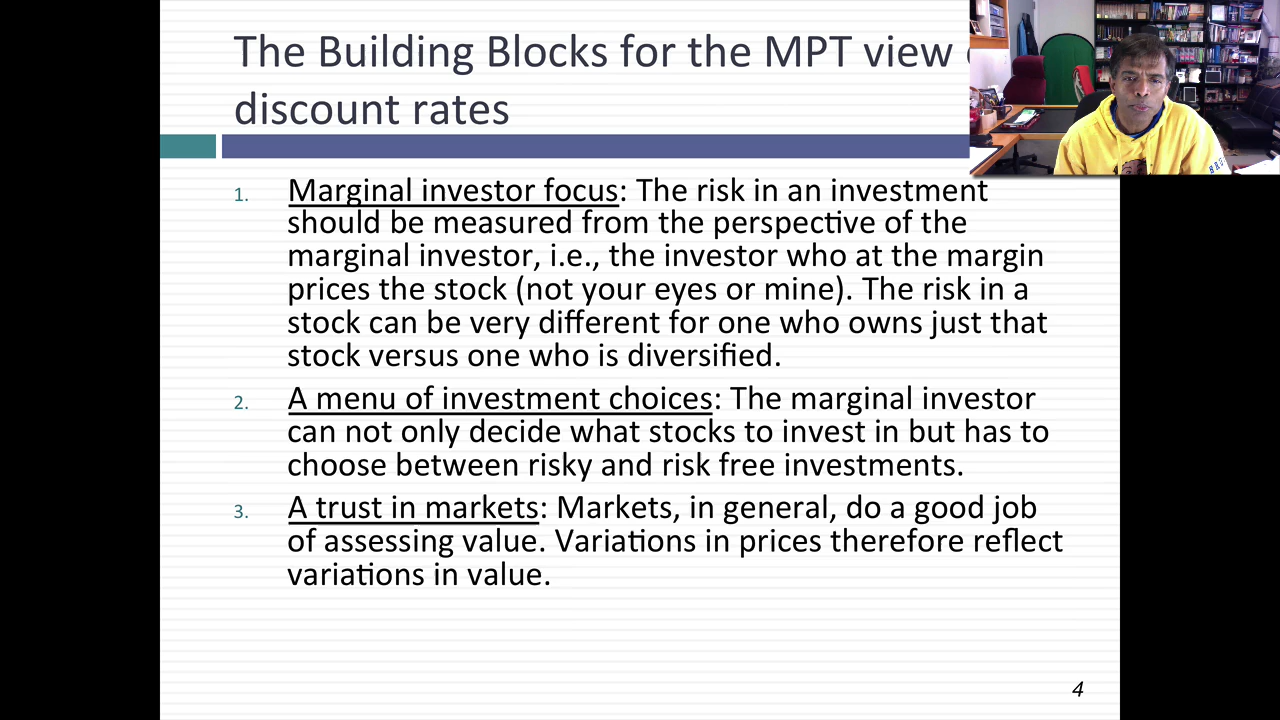 The Building Blocks for the MPT view
discount rates
1. Marginal investor focus: The risk in an investment
should be measured from the perspective of the
marginal investor, i.e., the investor who at the margin
prices the stock (not your eyes or mine). The risk in a
stock can be very different for one who owns just that
stock versus one who is diversified.
2. A menu of investment choices: The marginal investor
can not only decide what stocks to invest in but has to
choose between risky and risk free investments.
3. A trust in markets: Markets, in general, do a good job
of assessing value. Variations in prices therefore reflect
variations in value.
4